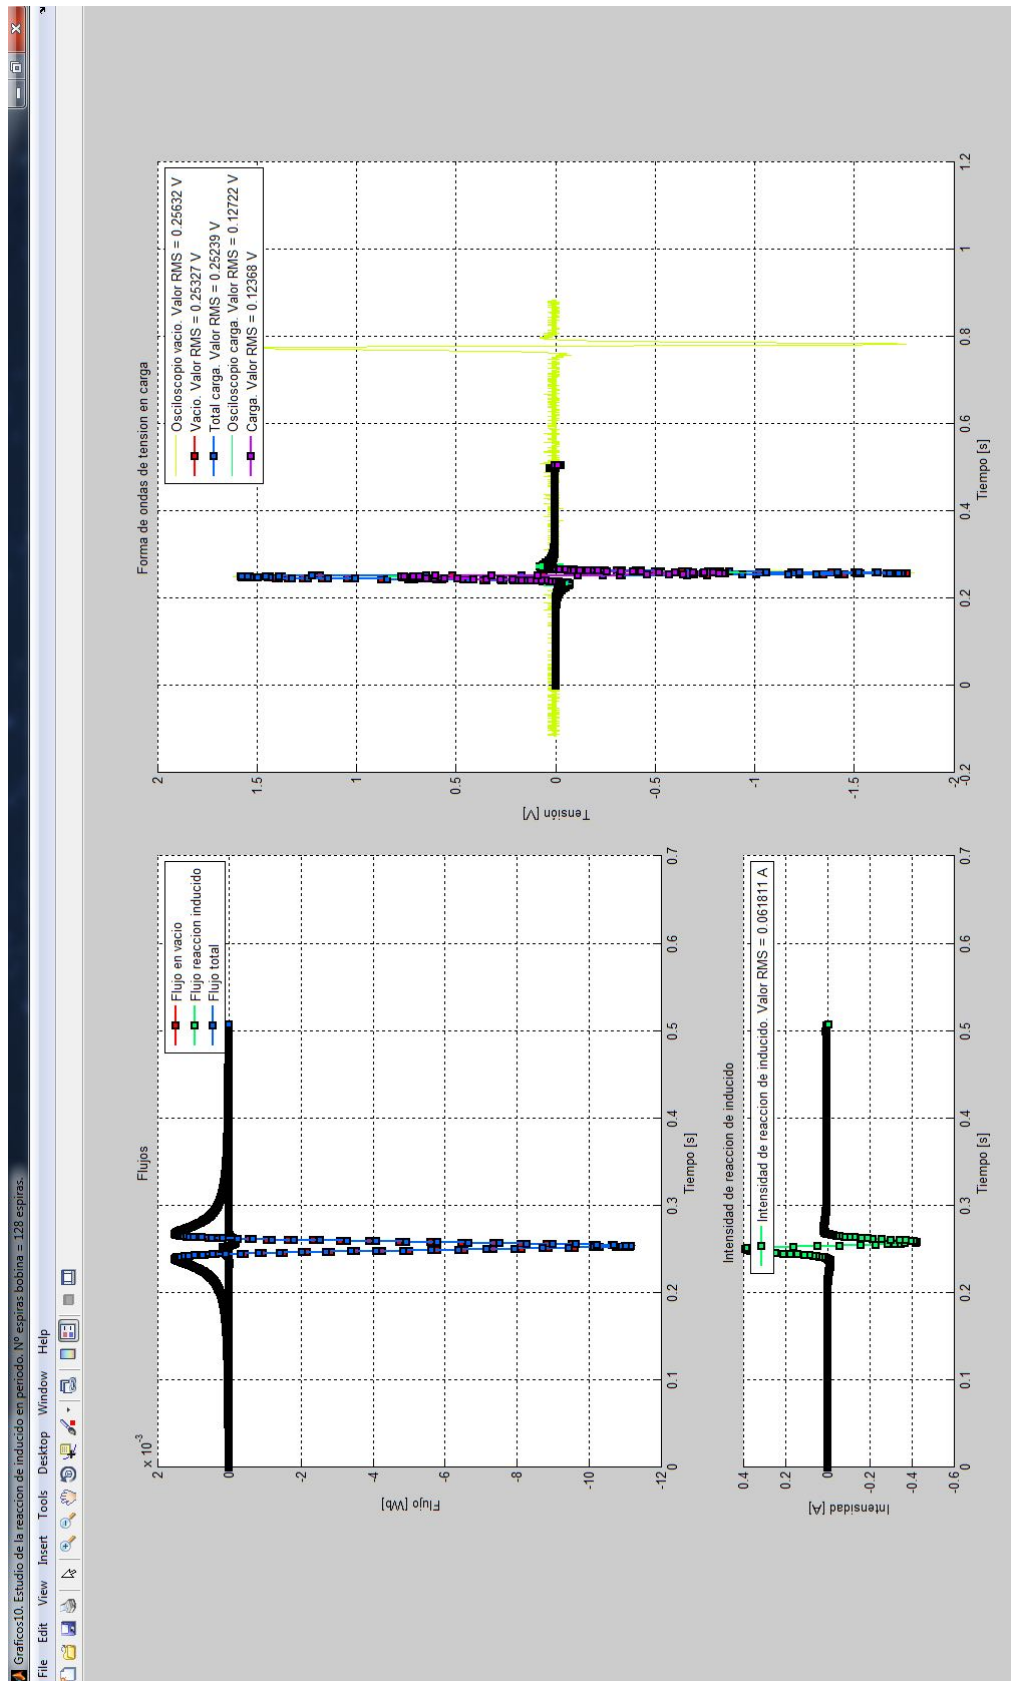 Graficos10. Estudio de la reaccion de inducido en periodo. Nº espiras bobina = 128 espiras.
File Edit View Insert Tools Desktop Window Help
Flujos
x 10⁻³
2
0
-2
-4
-6
-8
-10
-12
Flujo [Wb]
0 0.1 0.2 0.3 0.4 0.5 0.6 0.7
Tiempo [s]
Flujo en vacio
Flujo reaccion inducido
Flujo total
Intensidad de reaccion de inducido
0.4
0.2
0
-0.2
-0.4
-0.6
Intensidad [A]
0 0.1 0.2 0.3 0.4 0.5 0.6 0.7
Tiempo [s]
Intensidad de reaccion de inducido. Valor RMS = 0.061811 A
Forma de ondas de tension en carga
2
1.5
1
0.5
0
-0.5
-1
-1.5
-2
Tensión [V]
-0.2 0 0.2 0.4 0.6 0.8 1 1.2
Tiempo [s]
Osciloscopio vacio. Valor RMS = 0.25632 V
Vacio. Valor RMS = 0.25327 V
Total carga. Valor RMS = 0.25239 V
Osciloscopio carga. Valor RMS = 0.12722 V
Carga. Valor RMS = 0.12368 V